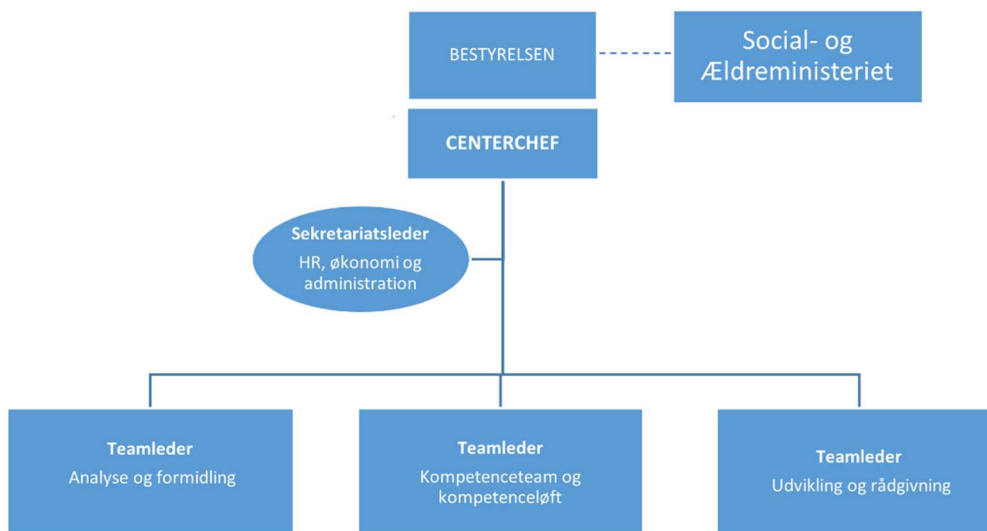 BESTYRELSEN
Social- og
Ældreministeriet
CENTERCHEF
Sekretariatsleder
HR, økonomi og
administration
Teamleder
Analyse og formidling
Teamleder
Kompetenceteam og
kompetenceløft
Teamleder
Udvikling og rådgivning